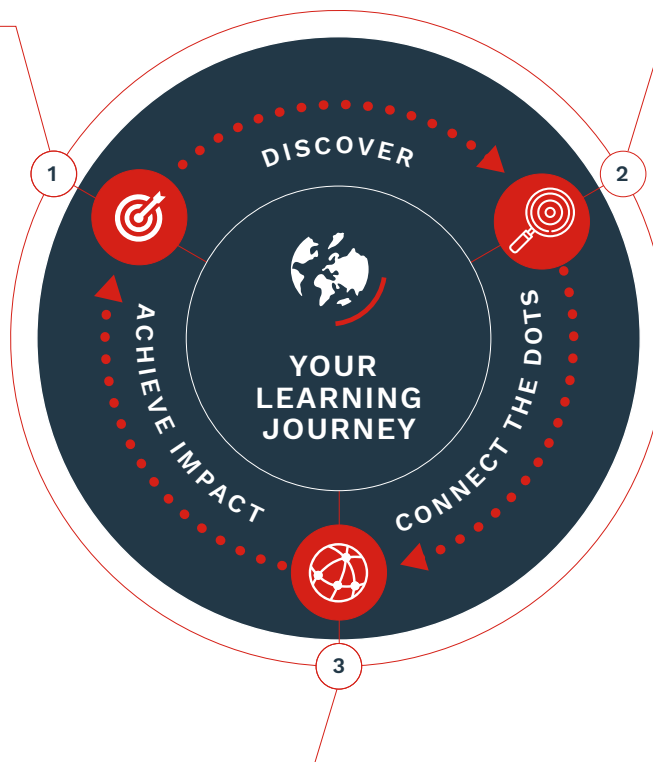 DISCOVER
1
2
YOUR
LEARNING
JOURNEY
CONNECT THE DOTS
ACHIEVE IMPACT
3